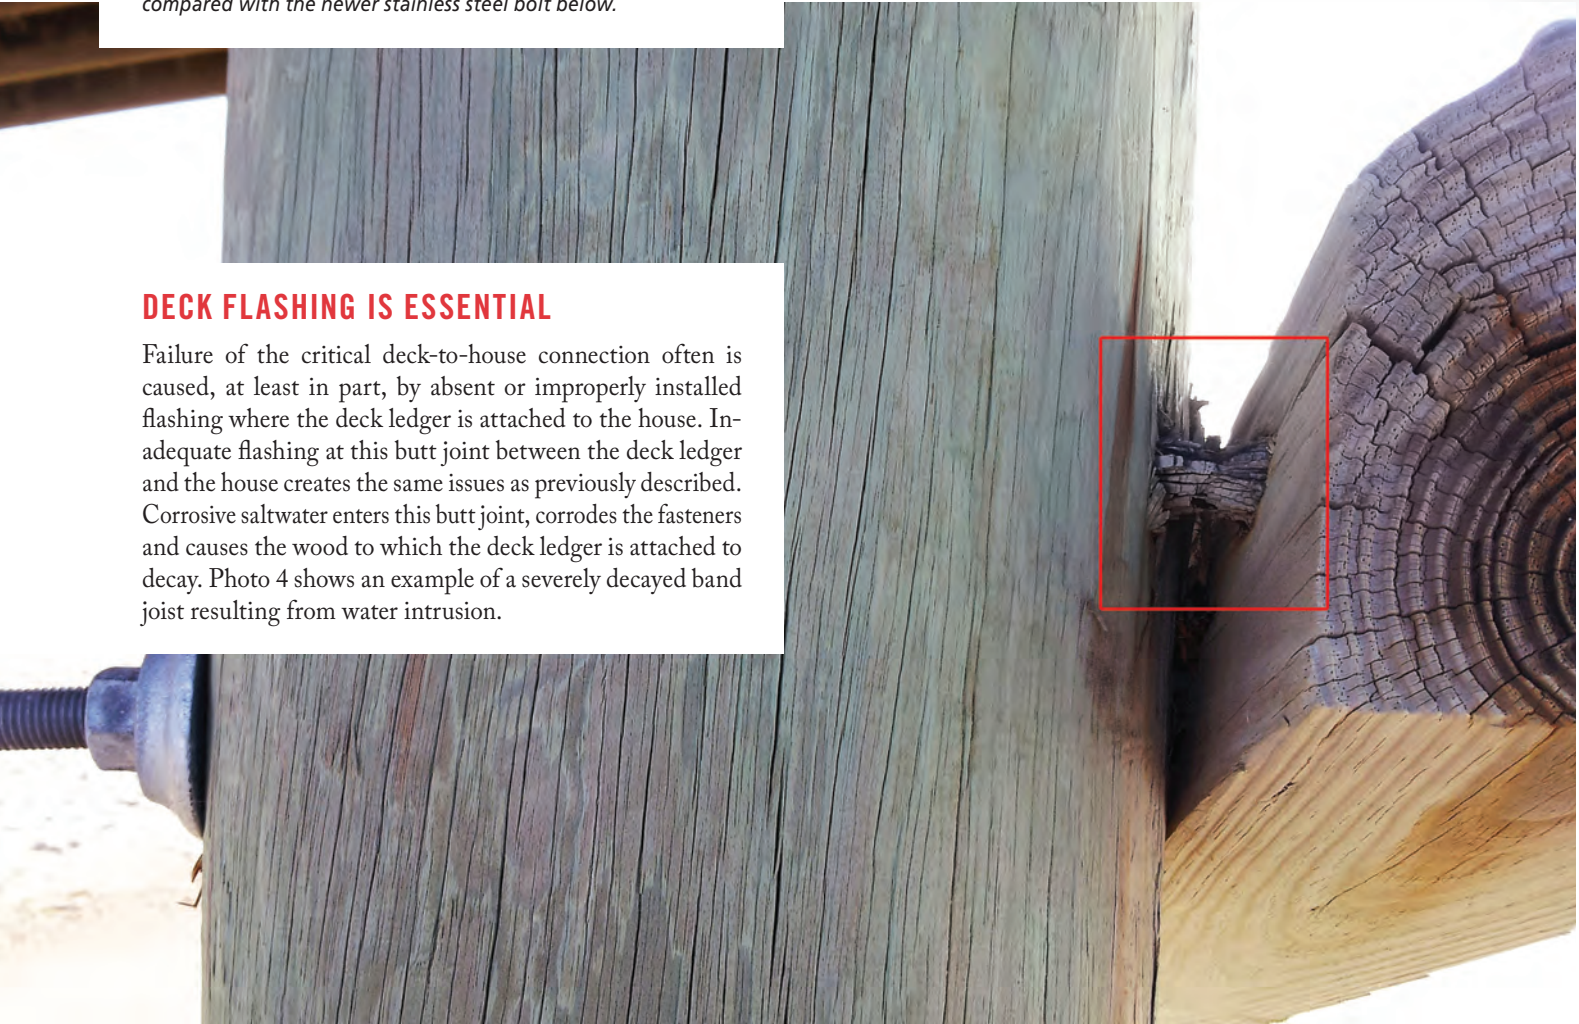 compared with the newer stainless steel bolt below.
DECK FLASHING IS ESSENTIAL
Failure of the critical deck-to-house connection often is
caused, at least in part, by absent or improperly installed
flashing where the deck ledger is attached to the house. In-
adequate flashing at this butt joint between the deck ledger
and the house creates the same issues as previously described.
Corrosive saltwater enters this butt joint, corrodes the fasteners
and causes the wood to which the deck ledger is attached to
decay. Photo 4 shows an example of a severely decayed band
joist resulting from water intrusion.